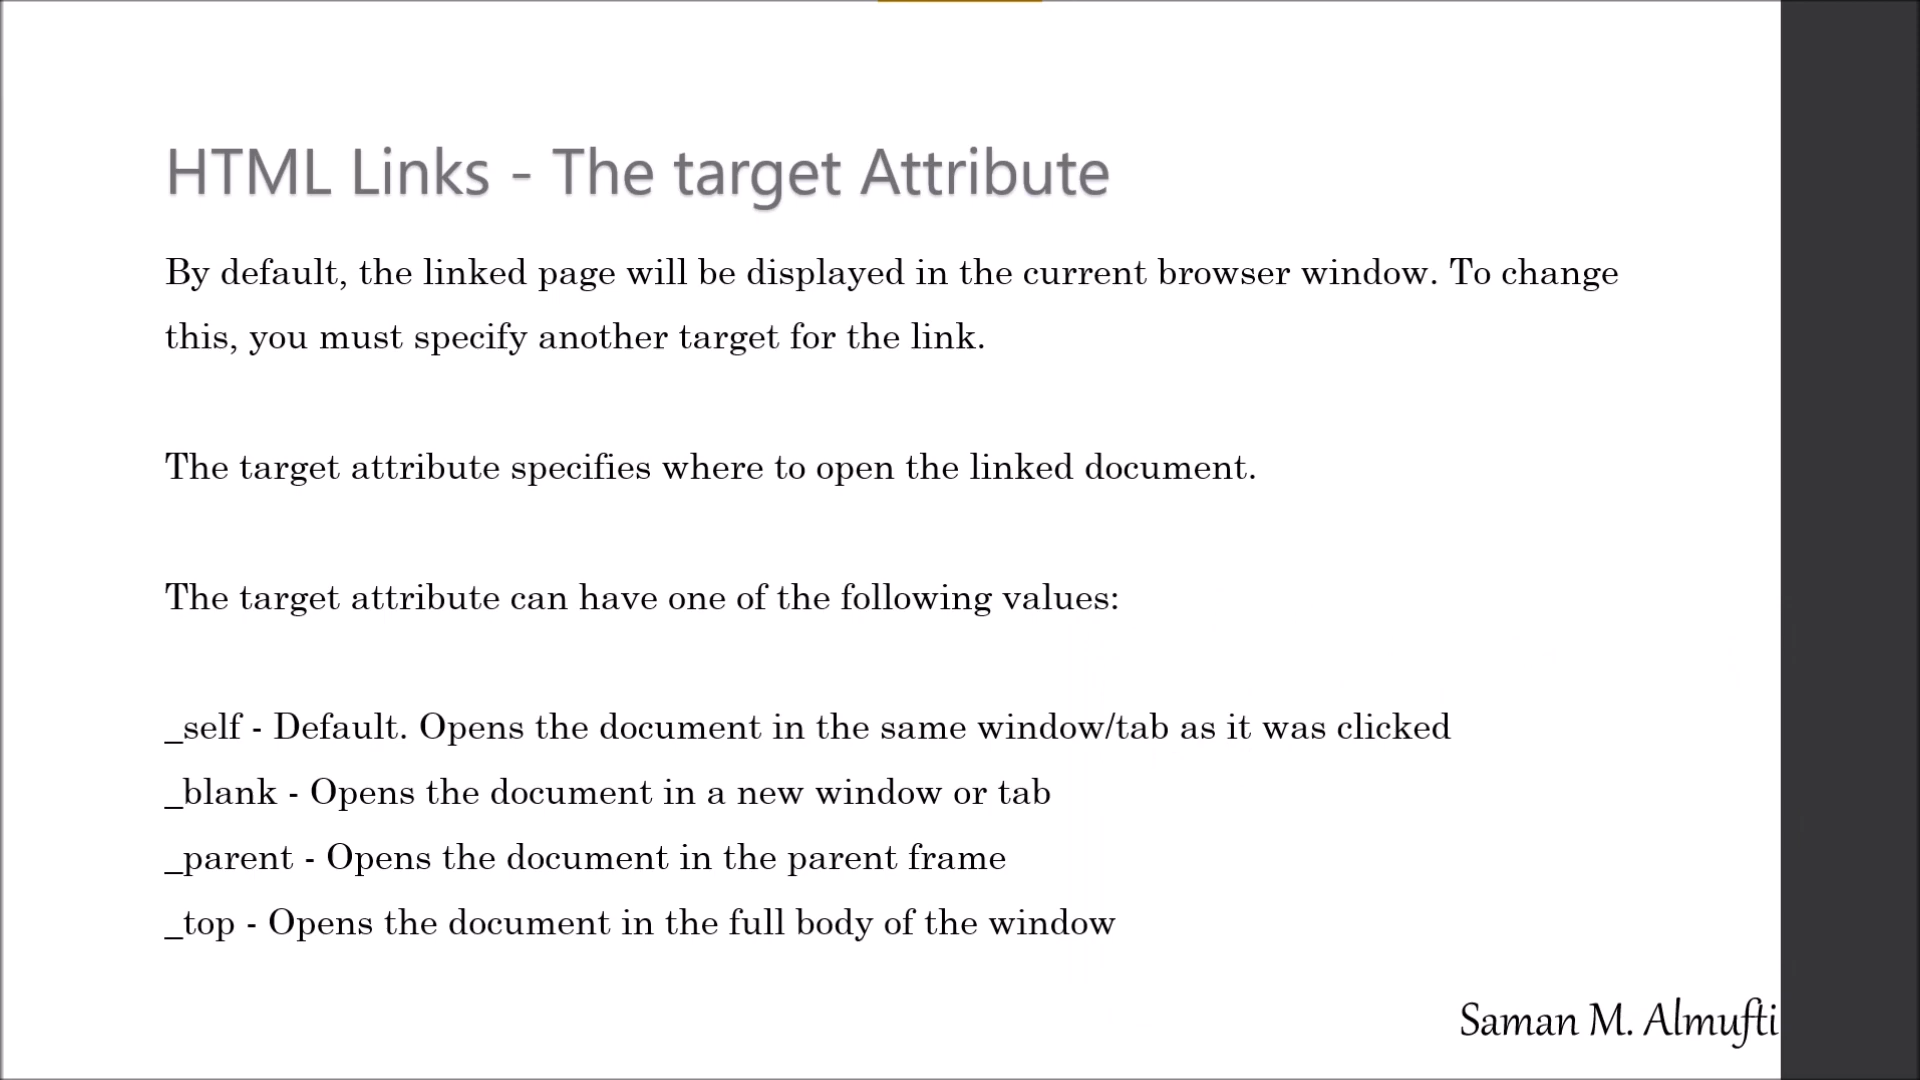 HTML Links - The target Attribute
By default, the linked page will be displayed in the current browser window. To change
this, you must specify another target for the link.
The target attribute specifies where to open the linked document.
The target attribute can have one of the following values:
_self - Default. Opens the document in the same window/tab as it was clicked
_blank - Opens the document in a new window or tab
_parent - Opens the document in the parent frame
_top - Opens the document in the full body of the window
Saman M. Almufti